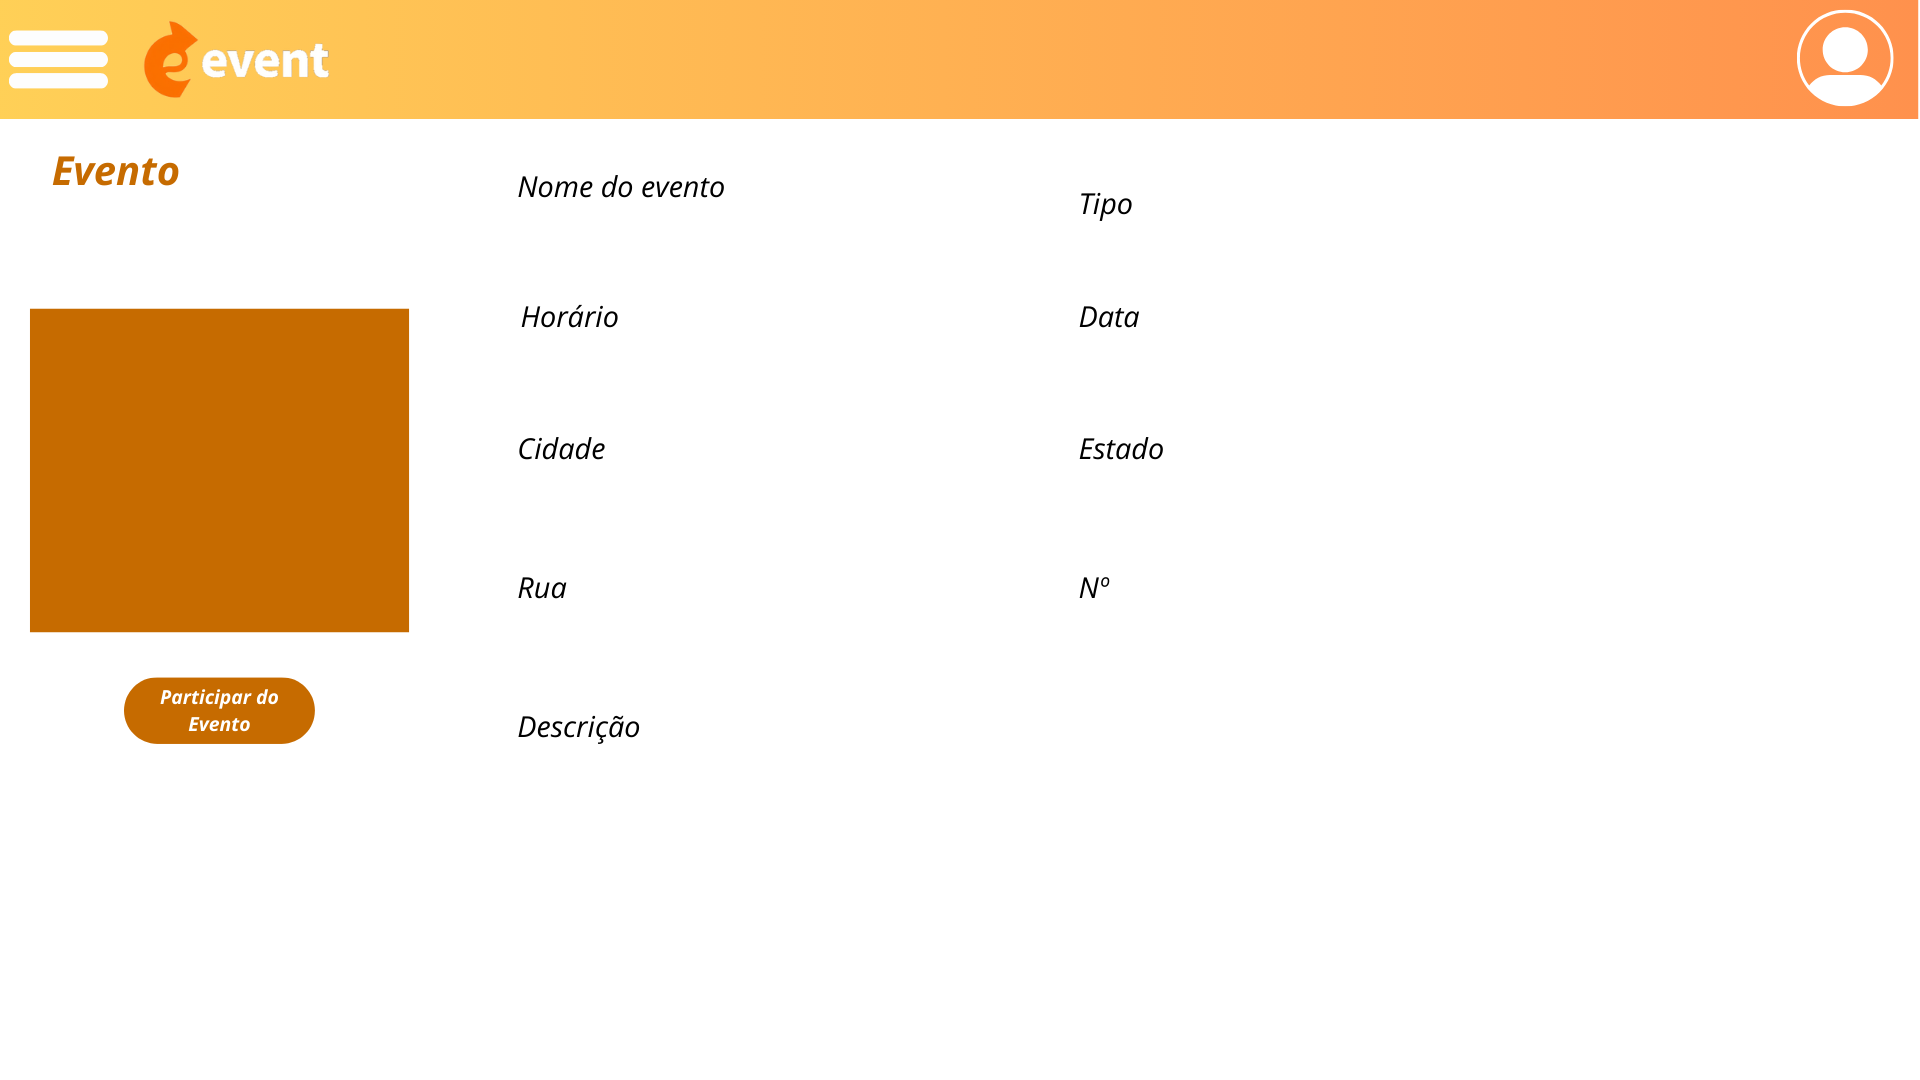 event
Evento
Nome do evento
Tipo
Horário
Data
Cidade
Estado
Rua
Nº
Participar do
Evento
Descrição